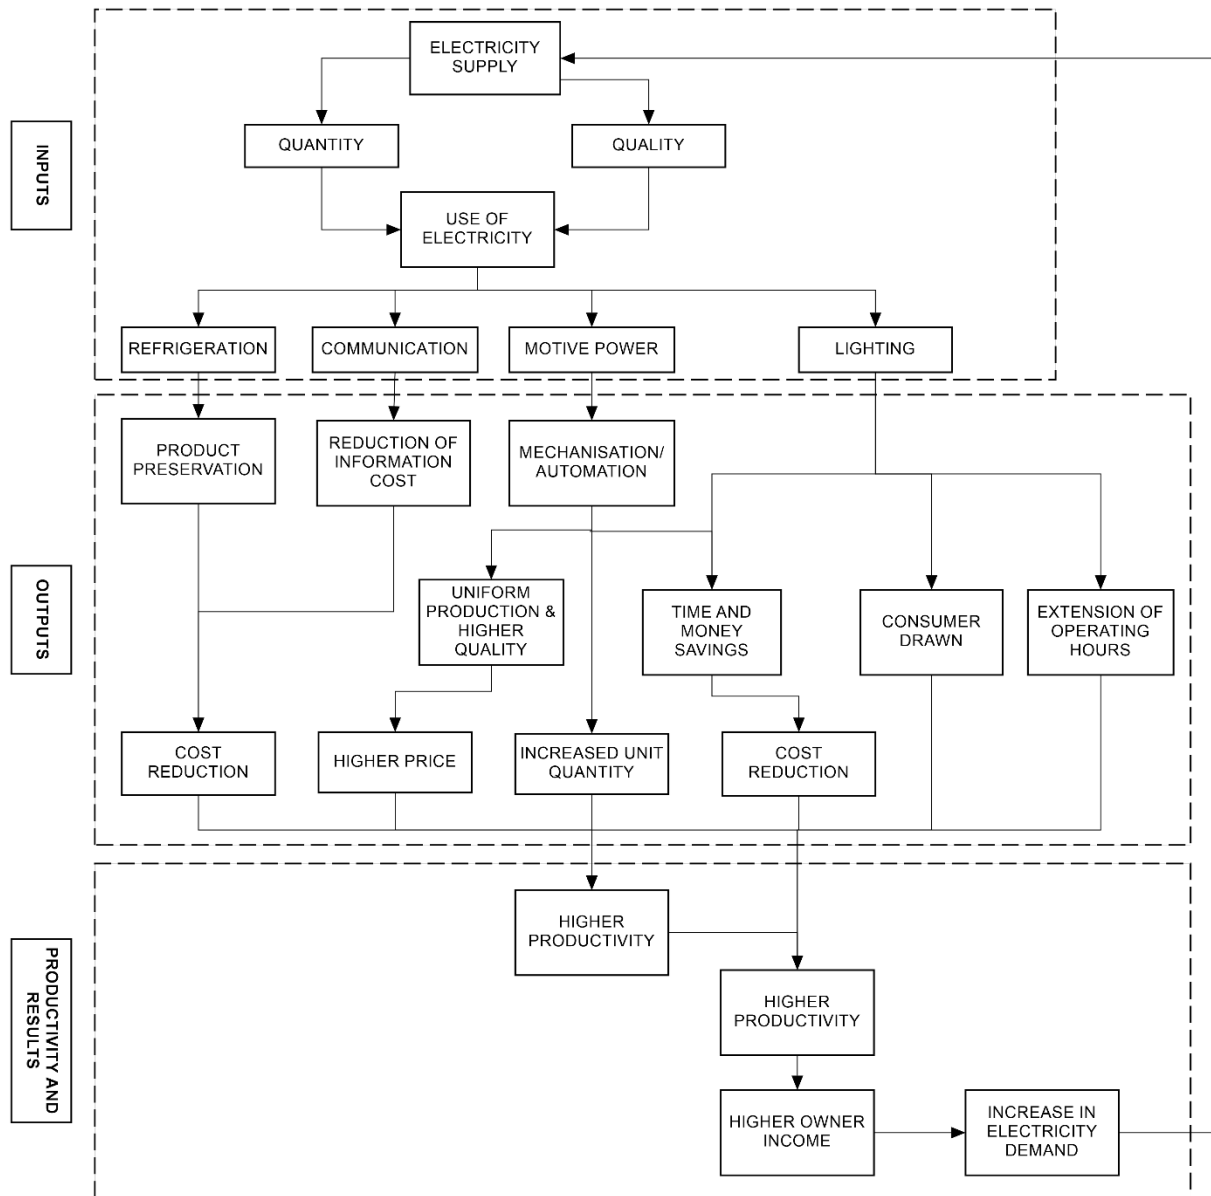 ELECTRICITY
SUPPLY
QUANTITY
QUALITY
INPUTS
USE OF
ELECTRICITY
REFRIGERATION
COMMUNICATION
MOTIVE POWER
LIGHTING
PRODUCT
PRESERVATION
REDUCTION OF
INFORMATION
COST
MECHANISATION/
AUTOMATION
OUTPUTS
UNIFORM
PRODUCTION &
HIGHER
QUALITY
TIME AND
MONEY
SAVINGS
CONSUMER
DRAWN
EXTENSION OF
OPERATING
HOURS
COST
REDUCTION
HIGHER PRICE
INCREASED UNIT
QUANTITY
COST
REDUCTION
PRODUCTIVITY AND
RESULTS
HIGHER
PRODUCTIVITY
HIGHER
PRODUCTIVITY
HIGHER OWNER
INCOME
INCREASE IN
ELECTRICITY
DEMAND